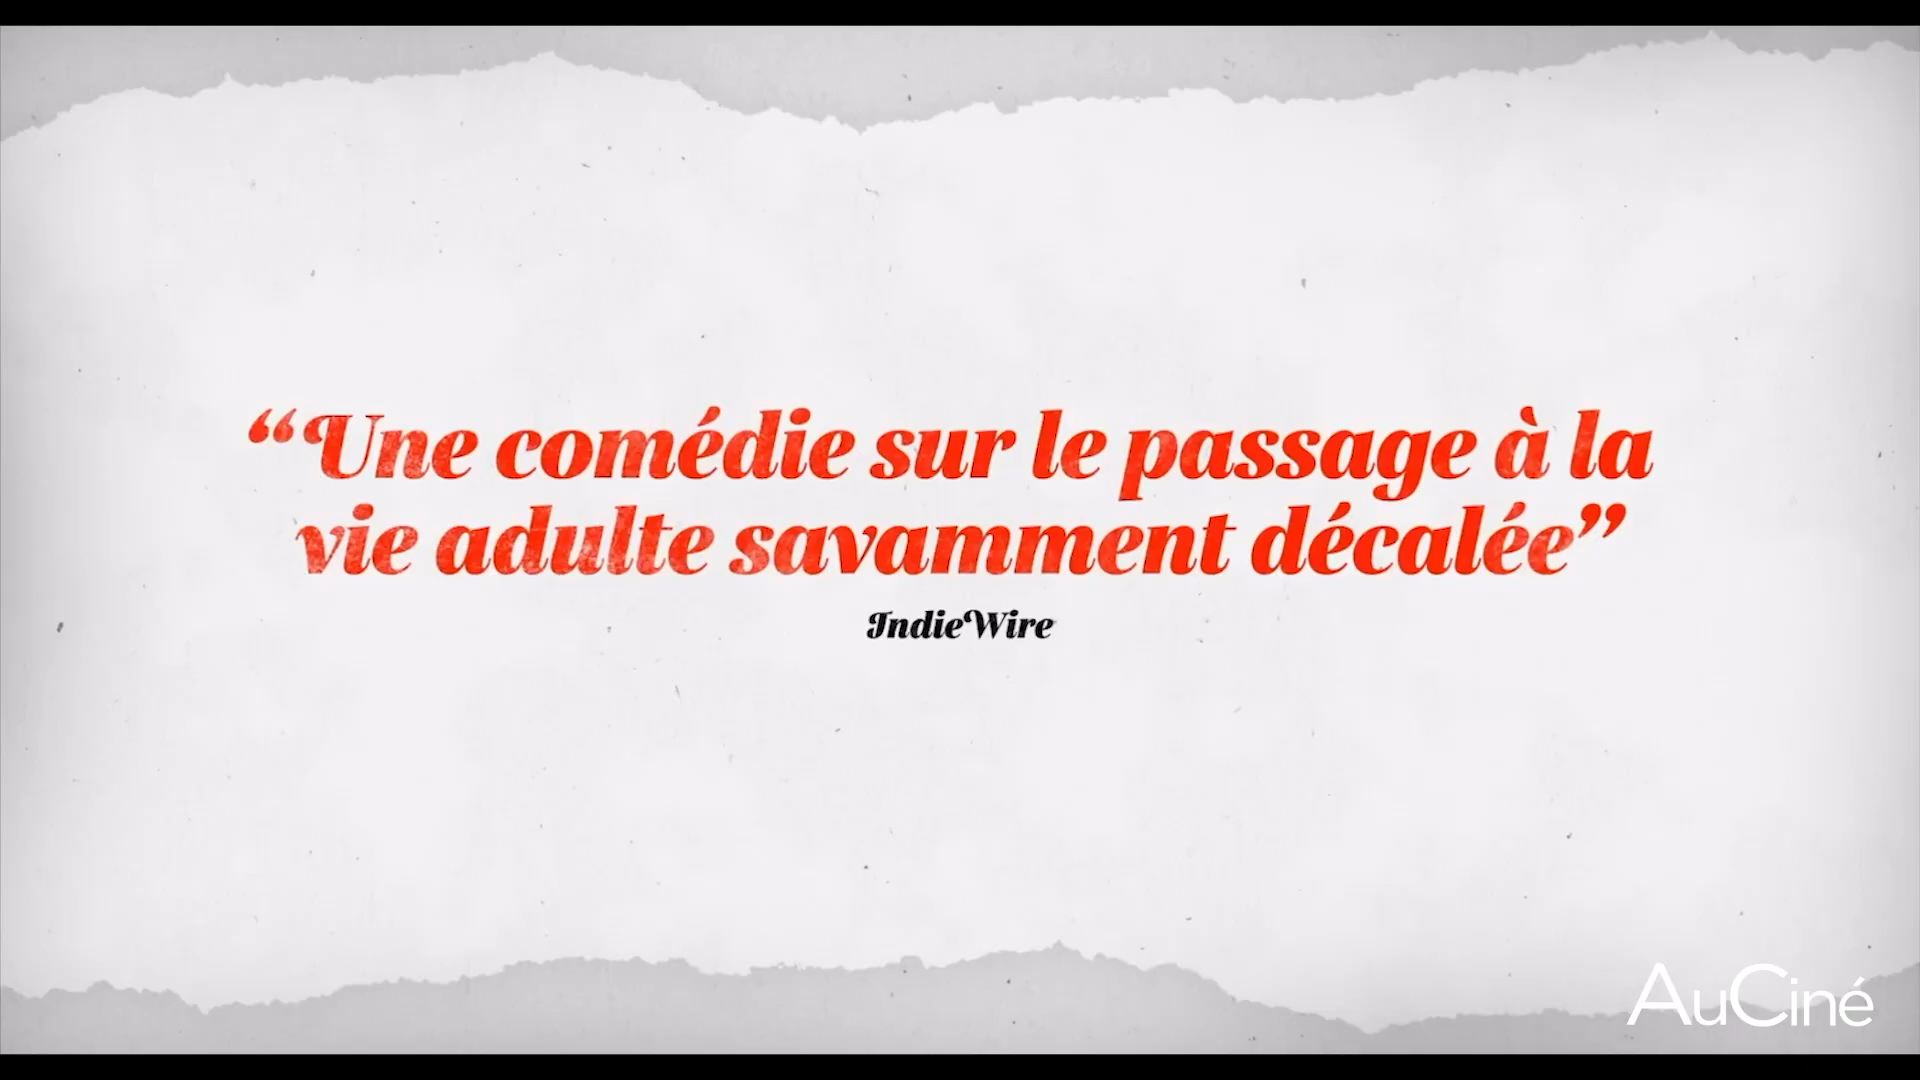 “Une comédie sur le passage à la
vie adulte savamment décalée”
IndieWire
AuCiné